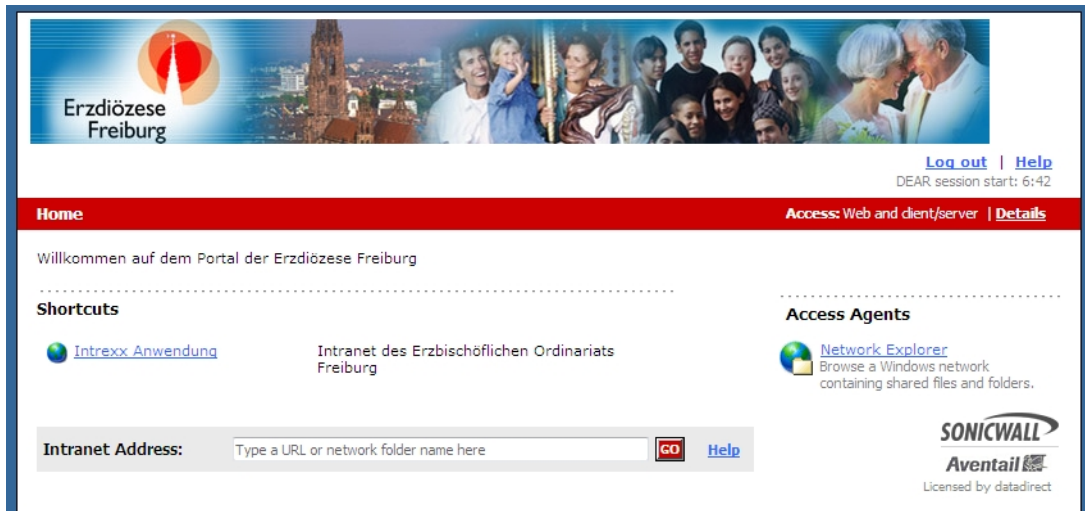 Erzdiözese
Freiburg
Log out | Help
DEAR session start: 6:42
Home
Access: Web and client/server | Details
Willkommen auf dem Portal der Erzdiözese Freiburg
Shortcuts
Intrexx Anwendung
Intranet des Erzbischöflichen Ordinariats
Freiburg
Access Agents
Network Explorer
Browse a Windows network
containing shared files and folders.
Intranet Address:
Type a URL or network folder name here
GO
Help
SONICWALL
Aventail
Licensed by datadirect